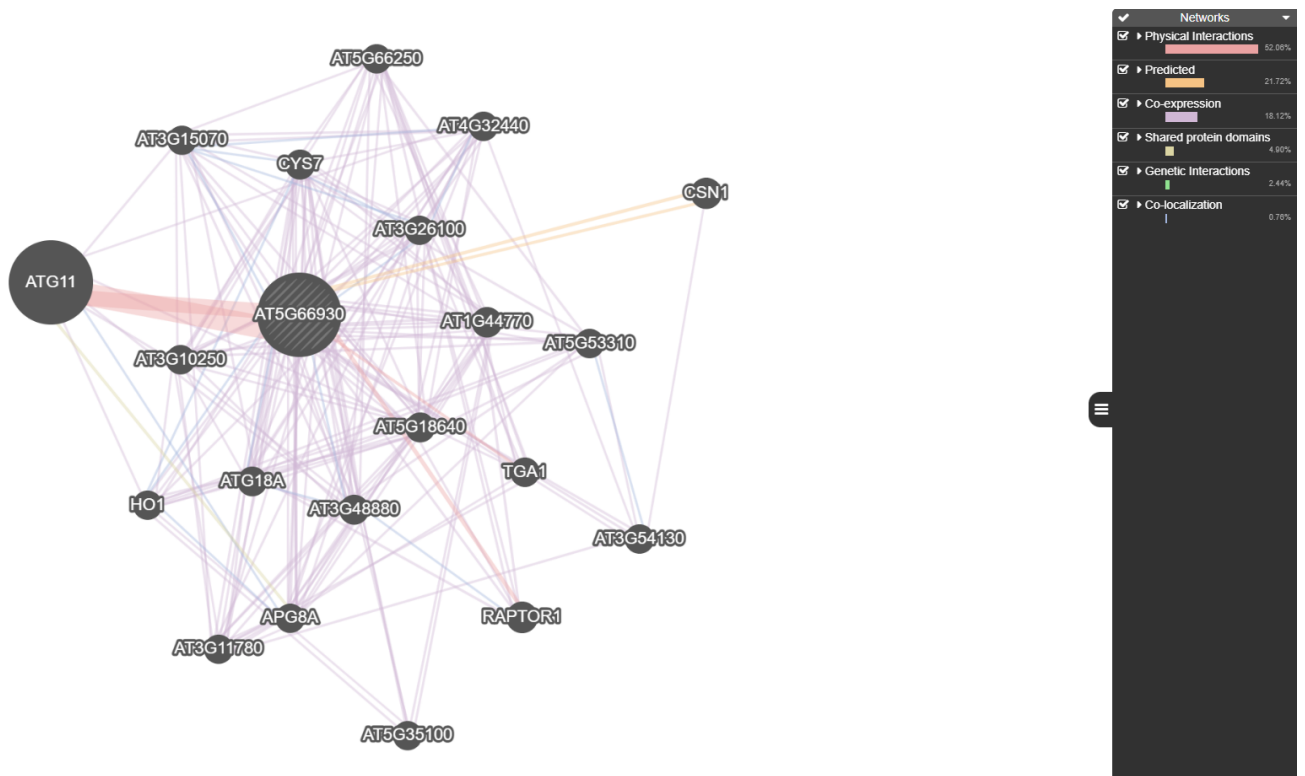 AT5G66250
AT3G15070
AT4G32440
CYS7
CSN1
AT3G26100
ATG11
AT5G66930
AT1G44770
AT5G53310
AT3G10250
AT5G18640
TGA1
ATG18A
HO1
AT3G48880
AT3G54130
APG8A
RAPTOR1
AT3G11780
AT5G35100
Networks
Physical Interactions
52.06%
Predicted
21.72%
Co-expression
18.12%
Shared protein domains
4.90%
Genetic Interactions
2.44%
Co-localization
0.76%